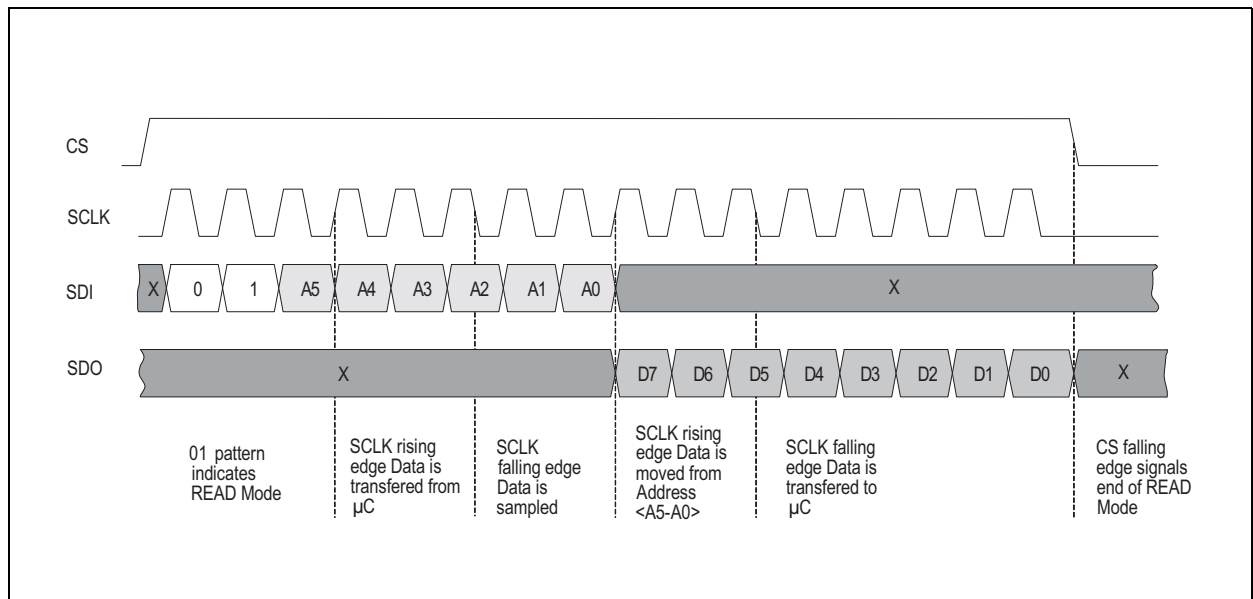 CS
SCLK
SDI
X 0 1 A5 A4 A3 A2 A1 A0 X
SDO
X D7 D6 D5 D4 D3 D2 D1 D0 X
01 pattern
indicates
READ Mode
SCLK rising
edge Data is
transfered from
µC
SCLK
falling edge
Data is
sampled
SCLK rising
edge Data is
moved from
Address
<A5-A0>
SCLK falling
edge Data is
transfered to
µC
CS falling
edge signals
end of READ
Mode